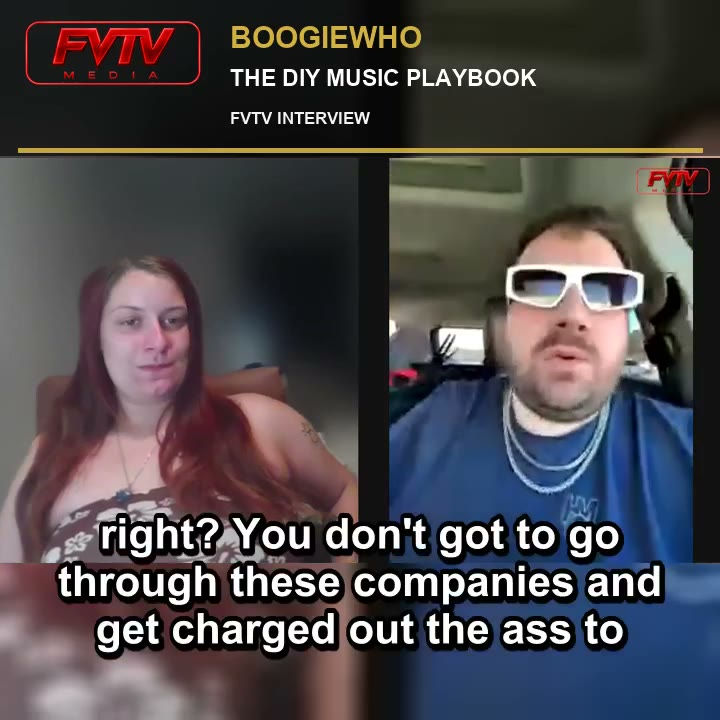 FVTV
MEDIA
BOOGIEWHO
THE DIY MUSIC PLAYBOOK
FVTV INTERVIEW
FVTV
right? You don't got to go
through these companies and
get charged out the ass to